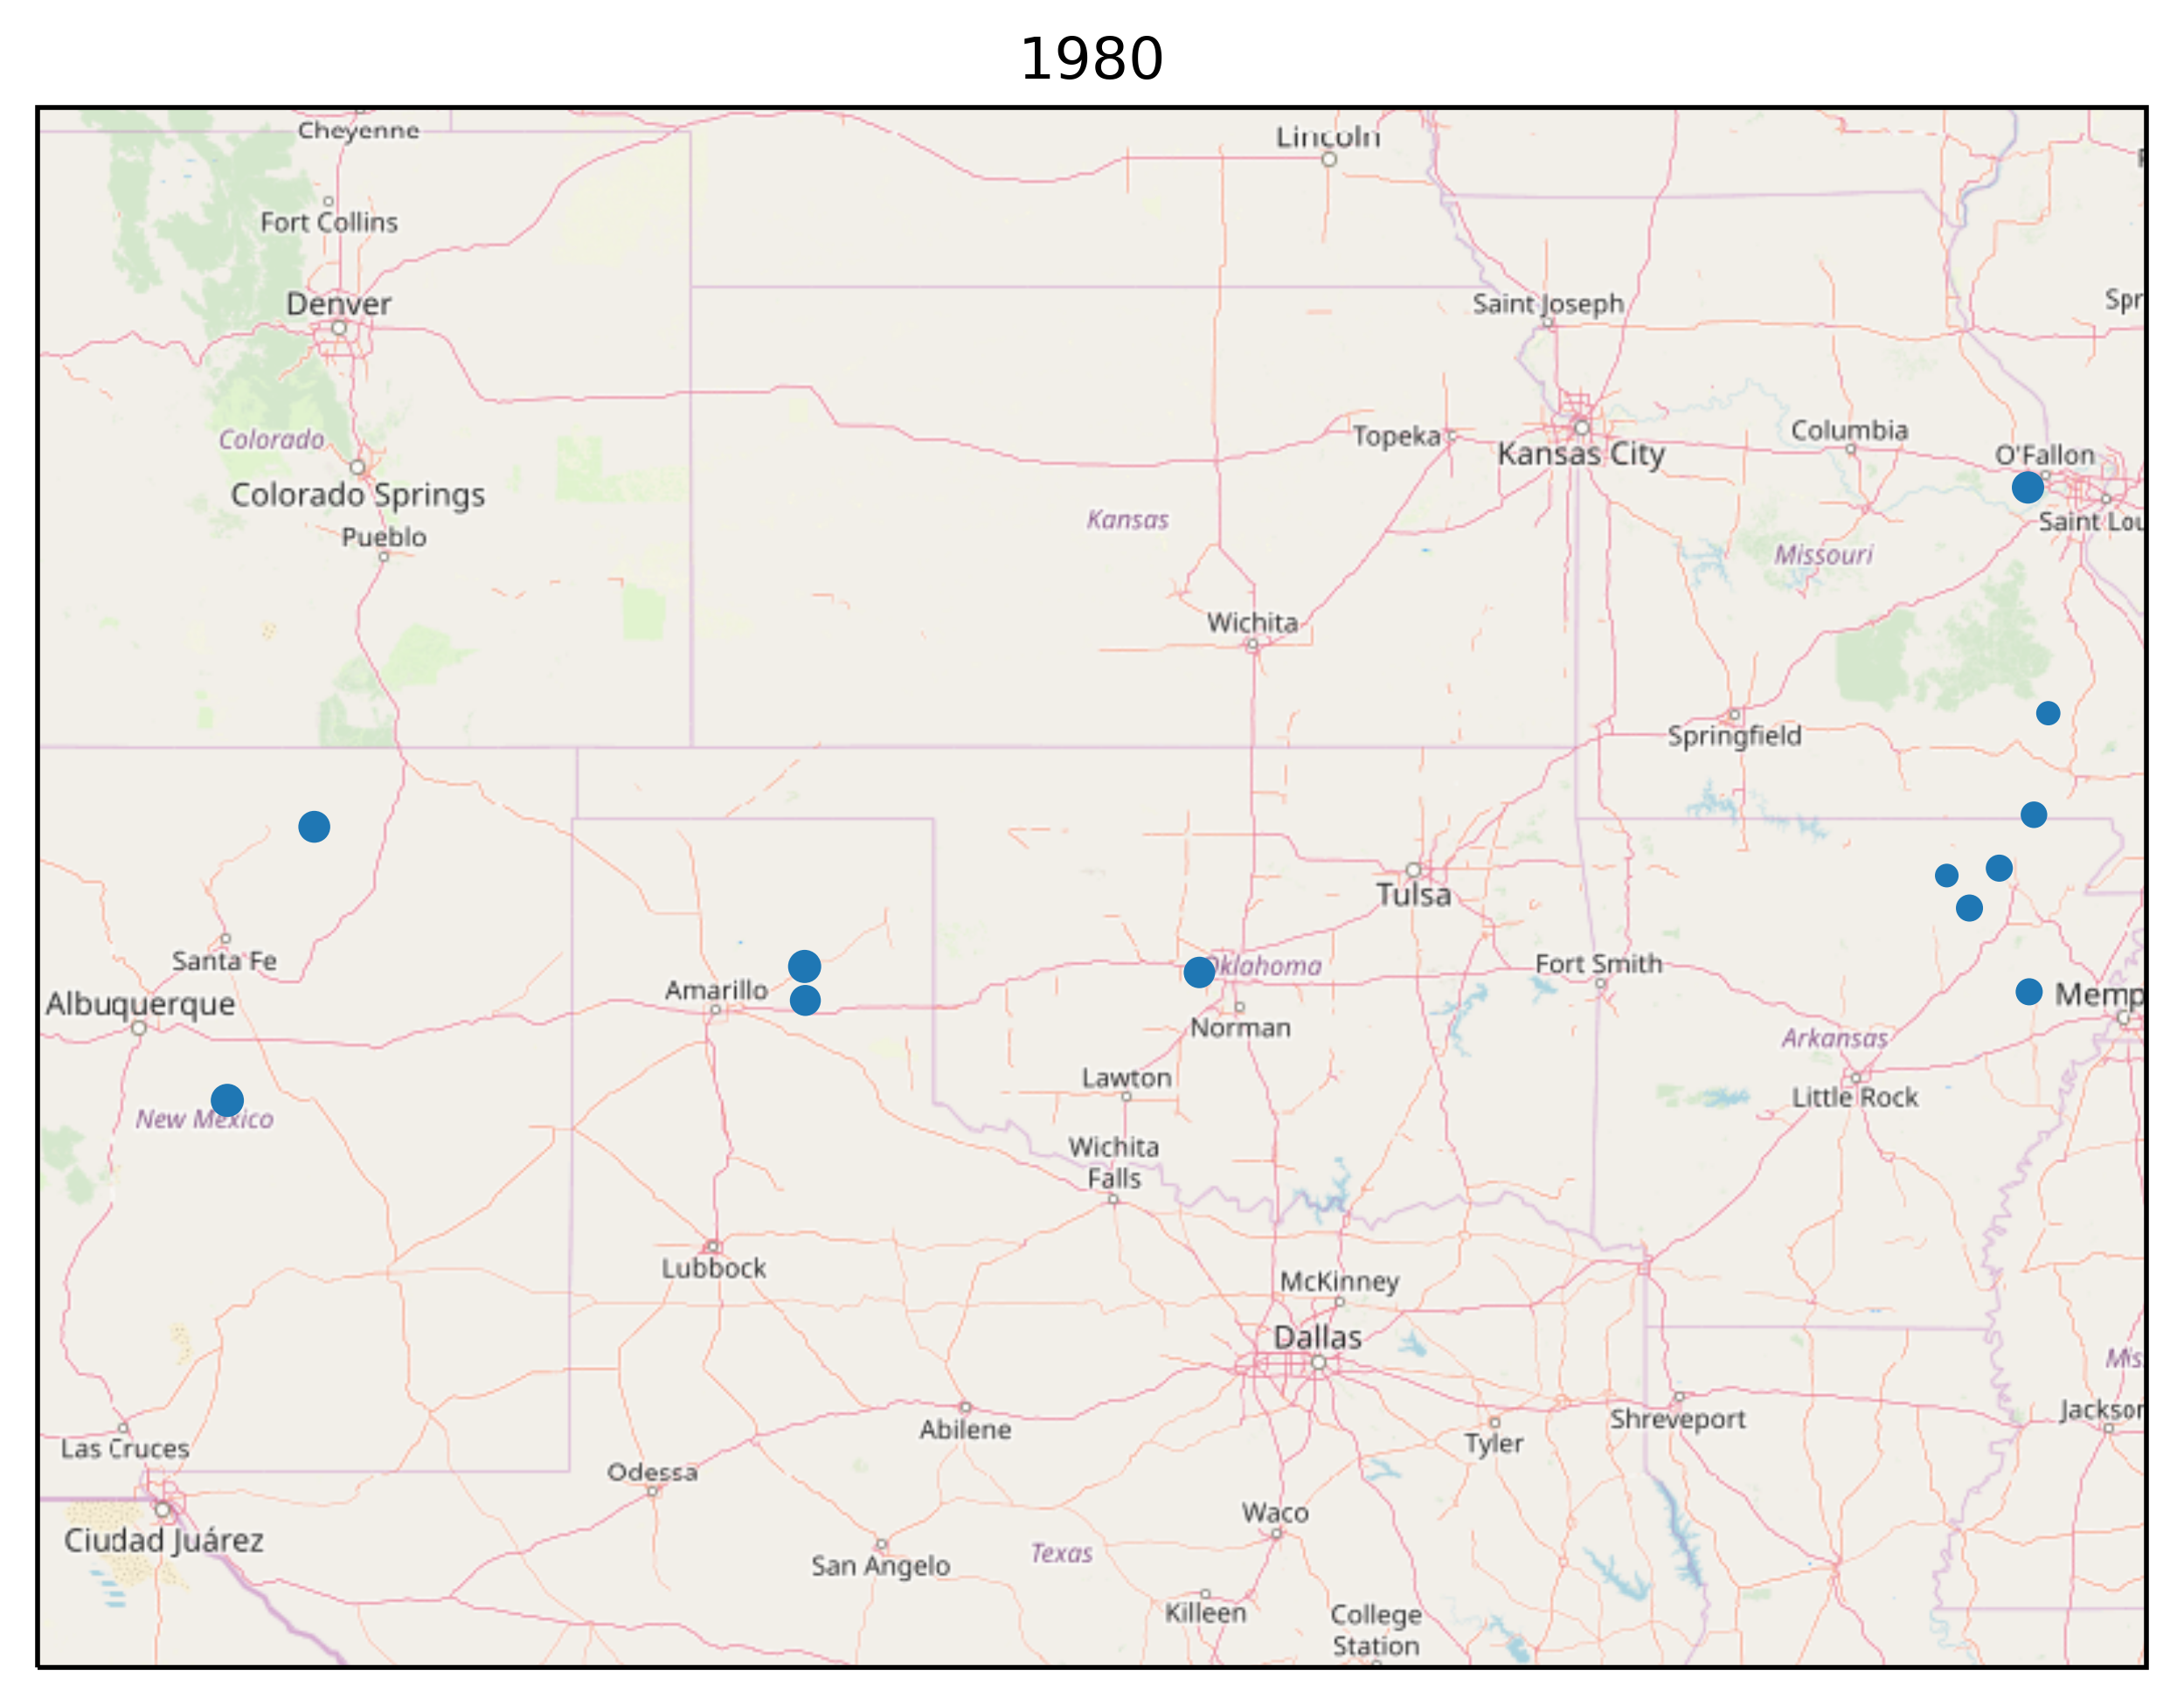 1980
Cheyenne
Lincoln
Fort Collins
Denver
Saint Joseph
Spr
Colorado
Topeka
Kansas City
Columbia
O'Fallon
Colorado Springs
Kansas
Saint Lou
Pueblo
Missouri
Wichita
Springfield
Tulsa
Santa Fe
Amarillo
Oklahoma
Fort Smith
Albuquerque
Memp
Norman
Arkansas
Lawton
Little Rock
New Mexico
Wichita
Falls
Lubbock
McKinney
Dallas
Mis
Abilene
Shreveport
Jackson
Las Cruces
Tyler
Odessa
Waco
Ciudad Juárez
Texas
San Angelo
Killeen
College
Station